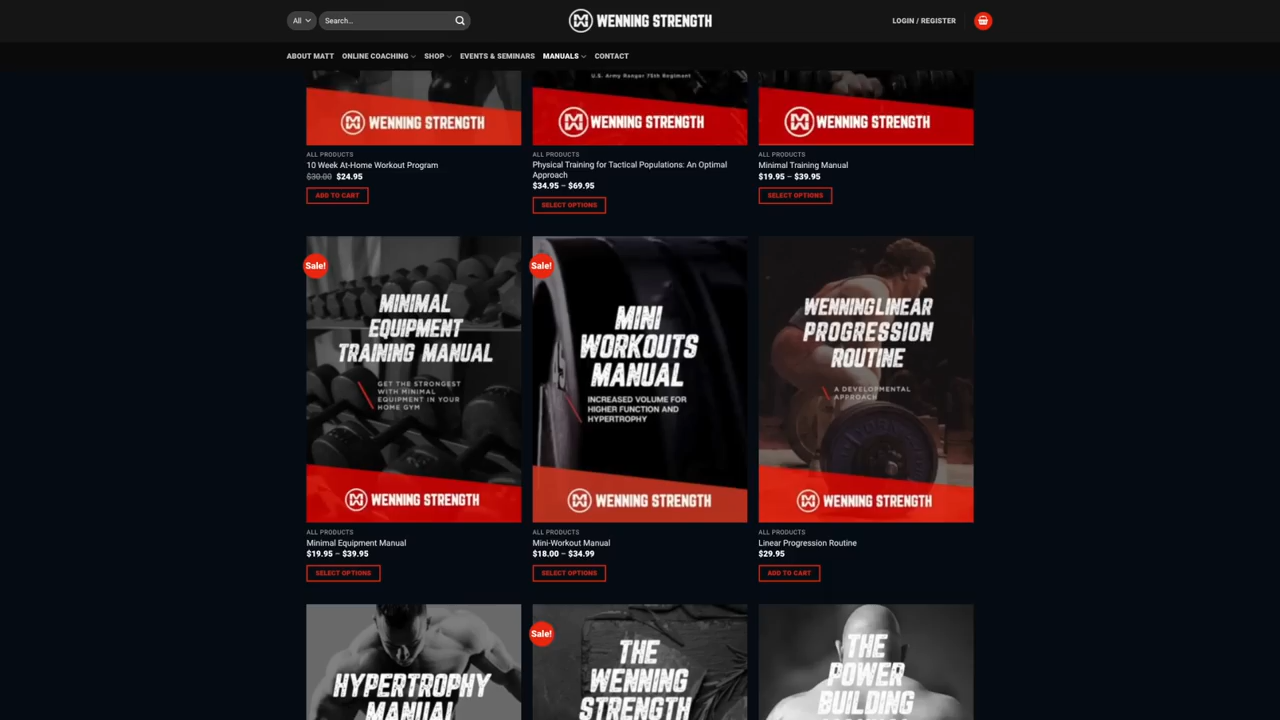 All
Search...
WENNING STRENGTH
LOGIN / REGISTER
ABOUT MATT
ONLINE COACHING
SHOP
EVENTS & SEMINARS
MANUALS
CONTACT
U.S. Army Ranger 75th Regiment
WENNING STRENGTH
WENNING STRENGTH
WENNING STRENGTH
ALL PRODUCTS
10 Week At-Home Workout Program
$30.00 $24.95
ADD TO CART
ALL PRODUCTS
Physical Training for Tactical Populations: An Optimal
Approach
$34.95 – $69.95
SELECT OPTIONS
ALL PRODUCTS
Minimal Training Manual
$19.95 – $39.95
SELECT OPTIONS
Sale!
MINIMAL
EQUIPMENT
TRAINING MANUAL
GET THE STRONGEST
WITH MINIMAL
EQUIPMENT IN YOUR
HOME GYM
WENNING STRENGTH
ALL PRODUCTS
Minimal Equipment Manual
$19.95 – $39.95
SELECT OPTIONS
Sale!
MINI
WORKOUTS
MANUAL
INCREASED VOLUME FOR
HIGHER FUNCTION AND
HYPERTROPHY
WENNING STRENGTH
ALL PRODUCTS
Mini-Workout Manual
$18.00 – $34.99
SELECT OPTIONS
WENNING LINEAR
PROGRESSION
ROUTINE
A DEVELOPMENTAL
APPROACH
WENNING STRENGTH
ALL PRODUCTS
Linear Progression Routine
$29.95
ADD TO CART
HYPERTROPHY
MANUAL
Sale!
THE
WENNING
STRENGTH
THE
POWER
BUILDING